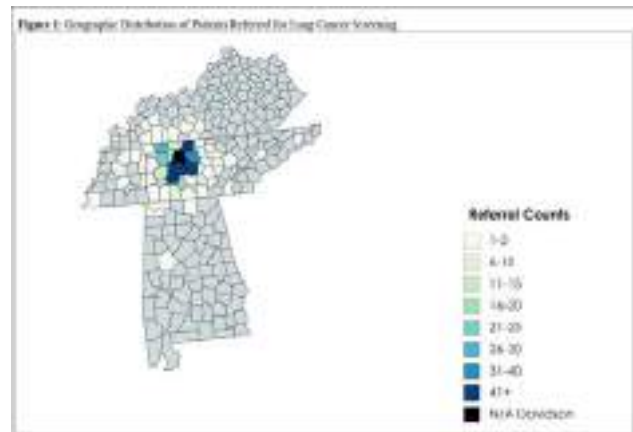 Figure 1: Geographic Distribution of Patients Referred for Lung Cancer Screening
Referral Counts
1-5
6-10
11-15
16-20
21-25
26-30
31-40
41+
N/A Davidson